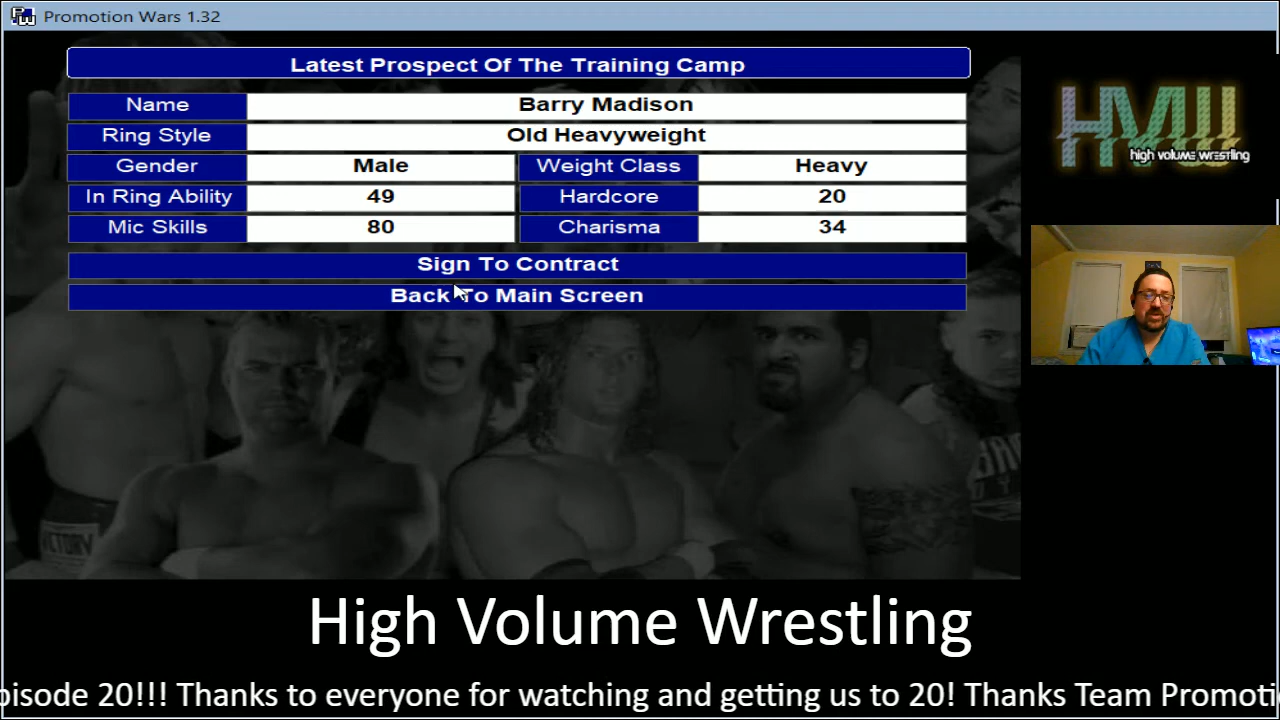 Promotion Wars 1.32
Latest Prospect Of The Training Camp
Name Barry Madison
Ring Style Old Heavyweight
Gender Male Weight Class Heavy
In Ring Ability 49 Hardcore 20
Mic Skills 80 Charisma 34
Sign To Contract
Back To Main Screen
HVW
high volume wrestling
VICTORY
High Volume Wrestling
pisode 20!!! Thanks to everyone for watching and getting us to 20! Thanks Team Promoti